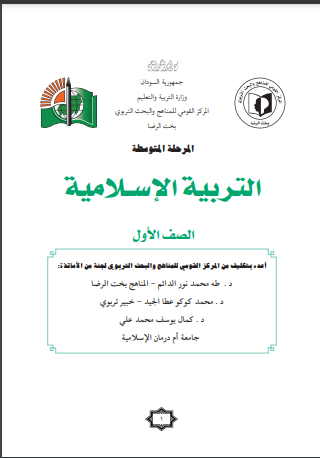 جمهورية السودان
وزارة التربية والتعليم
المركز القومي للمناهج والبحث التربوي
بخت الرضا
المرحلة المتوسطة
التربية الإسلامية
الصف الأول
أعده بتكليف من المركز القومي للمناهج والبحث التربوي لجنة من الأساتذة:
د . طه محمد نور الدائم - المناهج بخت الرضا
د . محمد كوكو عطا الجيد - خبير تربوي
د . كمال يوسف محمد علي
جامعة أم درمان الإسلامية
١